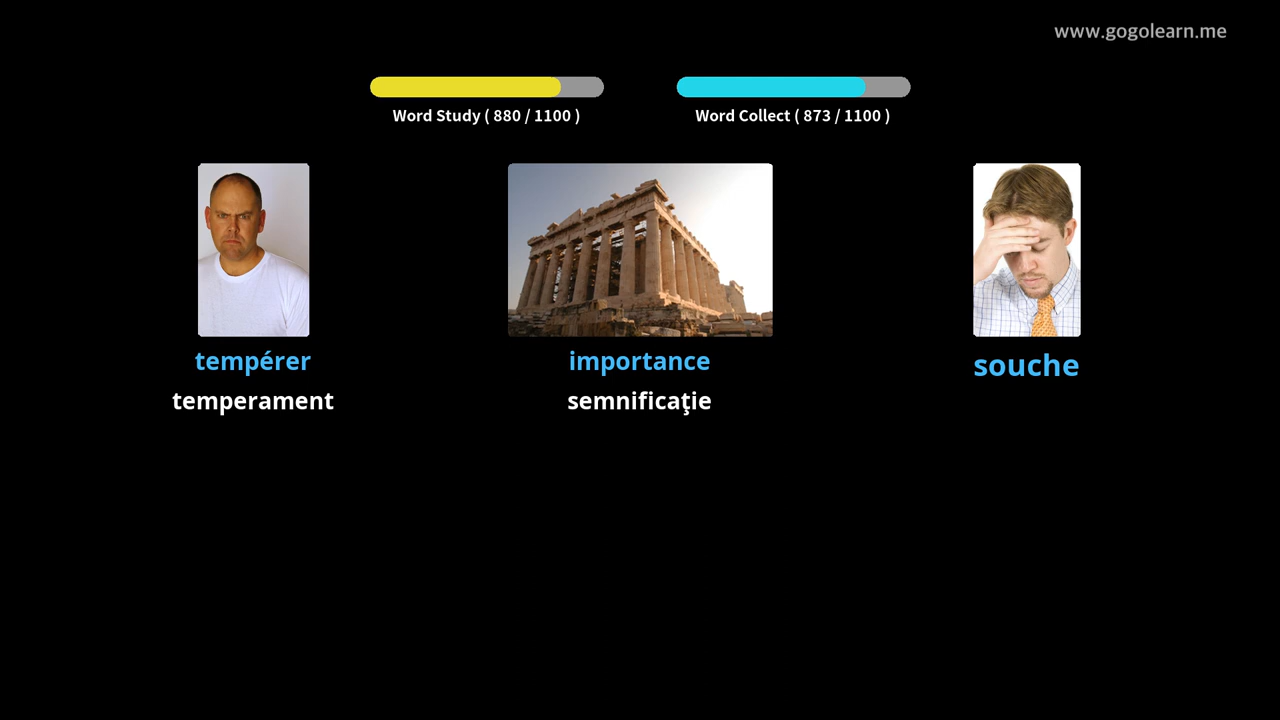 www.gogolearn.me
Word Study ( 880 / 1100 )
Word Collect ( 873 / 1100 )
tempérer
importance
souche
temperament
semnificaţie